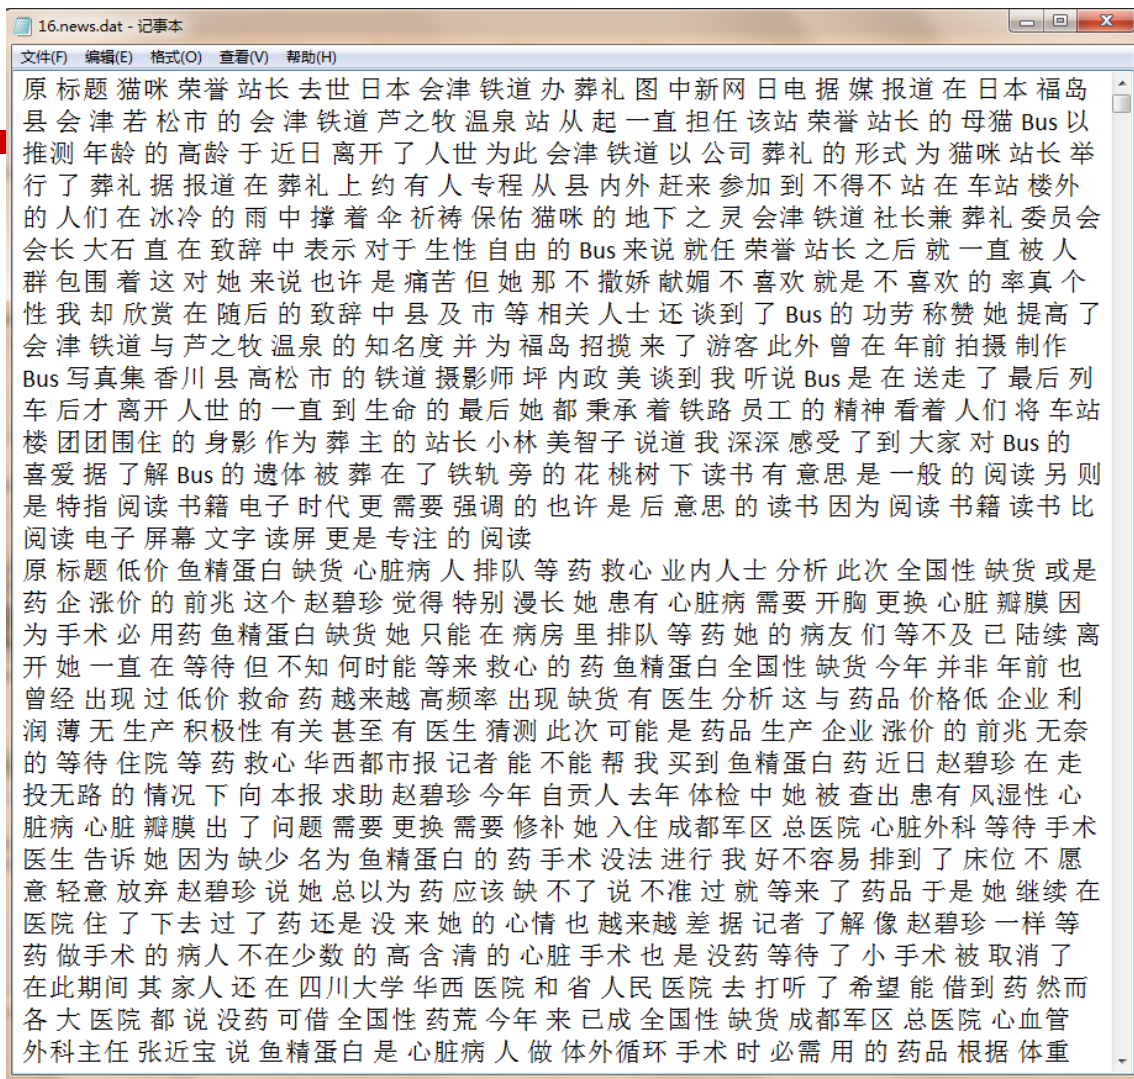 16.news.dat - 记事本
文件(F) 编辑(E) 格式(O) 查看(V) 帮助(H)
原 标题 猫咪 荣誉 站长 去世 日本 会津 铁道 办 葬礼 图 中新网 日电 据 媒 报道 在 日本 福岛
县 会 津 若 松市 的 会 津 铁道 芦之牧 温泉 站 从 起 一直 担任 该站 荣誉 站长 的 母猫 Bus 以
推测 年龄 的 高龄 于 近日 离开 了 人世 为此 会津 铁道 以 公司 葬礼 的 形式 为 猫咪 站长 举
行 了 葬礼 据 报道 在 葬礼 上 约 有 人 专程 从 县 内外 赶来 参加 到 不得不 站 在 车站 楼外
的 人们 在 冰冷 的 雨 中 撑 着 伞 祈祷 保佑 猫咪 的 地下 之 灵 会津 铁道 社长兼 葬礼 委员会
会长 大石 直 在 致辞 中 表示 对于 生性 自由 的 Bus 来说 就任 荣誉 站长 之后 就 一直 被 人
群 包围 着 这 对 她 来说 也许 是 痛苦 但 她 那 不 撒娇 献媚 不 喜欢 就是 不 喜欢 的 率真 个
性 我 却 欣赏 在 随后 的 致辞 中 县 及 市 等 相关 人士 还 谈到 了 Bus 的 功劳 称赞 她 提高 了
会 津 铁道 与 芦之牧 温泉 的 知名度 并 为 福岛 招揽 来 了 游客 此外 曾 在 年前 拍摄 制作
Bus 写真集 香川 县 高松 市 的 铁道 摄影师 坪 内政 美 谈到 我 听说 Bus 是 在 送走 了 最后 列
车 后才 离开 人世 的 一直 到 生命 的 最后 她 都 秉承 着 铁路 员工 的 精神 看着 人们 将 车站
楼 团团围住 的 身影 作为 葬 主 的 站长 小林 美智子 说道 我 深深 感受 了到 大家 对 Bus 的
喜爱 据 了解 Bus 的 遗体 被 葬 在 了 铁轨 旁 的 花 桃树 下 读书 有 意思 是 一般 的 阅读 另 则
是 特指 阅读 书籍 电子 时代 更 需要 强调 的 也许 是 后 意思 的 读书 因为 阅读 书籍 读书 比
阅读 电子 屏幕 文字 读屏 更是 专注 的 阅读
原 标题 低价 鱼精蛋白 缺货 心脏病 人 排队 等 药 救心 业内人士 分析 此次 全国性 缺货 或是
药 企 涨价 的 前兆 这个 赵碧珍 觉得 特别 漫长 她 患有 心脏病 需要 开胸 更换 心脏 瓣膜 因
为 手术 必 用药 鱼精蛋白 缺货 她 只能 在 病房 里 排队 等 药 她 的 病友 们 等不及 已 陆续 离
开 她 一直 在 等待 但 不知 何时能 等来 救心 的 药 鱼精蛋白 全国性 缺货 今年 并非 年前 也
曾经 出现 过 低价 救命 药 越来越 高频率 出现 缺货 有 医生 分析 这 与 药品 价格低 企业 利
润 薄 无 生产 积极性 有关 甚至 有 医生 猜测 此次 可能 是 药品 生产 企业 涨价 的 前兆 无奈
的 等待 住院 等 药 救心 华西都市报 记者 能 不能 帮 我 买到 鱼精蛋白 药 近日 赵碧珍 在 走
投无路 的 情况 下 向 本报 求助 赵碧珍 今年 自贡人 去年 体检 中 她 被 查出 患有 风湿性 心
脏病 心脏 瓣膜 出 了 问题 需要 更换 需要 修补 她 入住 成都军区 总医院 心脏外科 等待 手术
医生 告诉 她 因为 缺少 名为 鱼精蛋白 的 药 手术 没法 进行 我 好不容易 排到 了 床位 不 愿
意 轻意 放弃 赵碧珍 说 她 总以为 药 应该 缺 不了 说 不准 过 就 等来 了 药品 于是 她 继续 在
医院 住 了 下去 过 了 药 还是 没 来 她 的 心情 也 越来越 差 据 记者 了解 像 赵碧珍 一样 等
药 做手术 的 病人 不在少数 的 高 含 清 的 心脏 手术 也 是 没药 等待 了 小 手术 被 取消 了
在此期间 其 家人 还 在 四川大学 华西 医院 和 省 人民 医院 去 打听 了 希望 能 借到 药 然而
各 大 医院 都 说 没药 可借 全国性 药荒 今年 来 已成 全国性 缺货 成都军区 总医院 心血管
外科主任 张近宝 说 鱼精蛋白 是 心脏病 人 做 体外循环 手术 时 必需 用 的 药品 根据 体重